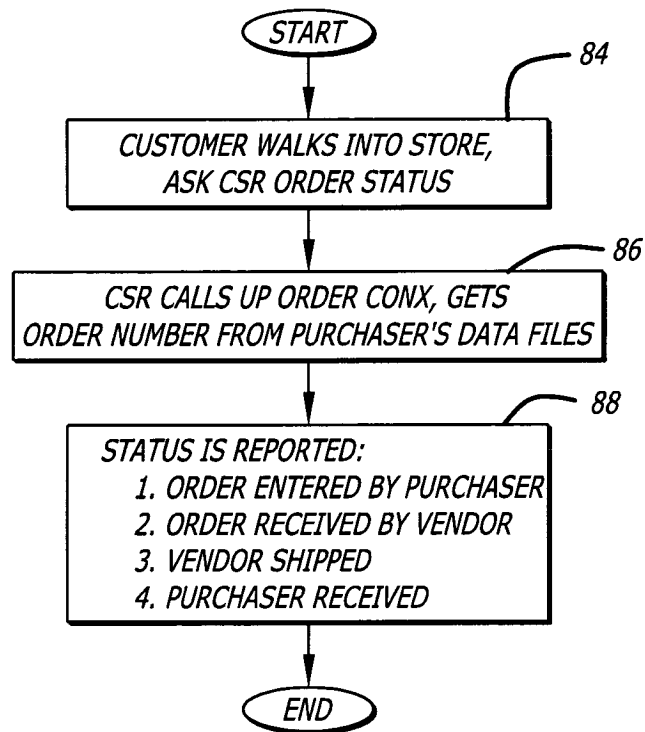 START
84
CUSTOMER WALKS INTO STORE,
ASK CSR ORDER STATUS
86
CSR CALLS UP ORDER CONX, GETS
ORDER NUMBER FROM PURCHASER'S DATA FILES
88
STATUS IS REPORTED:
1. ORDER ENTERED BY PURCHASER
2. ORDER RECEIVED BY VENDOR
3. VENDOR SHIPPED
4. PURCHASER RECEIVED
END